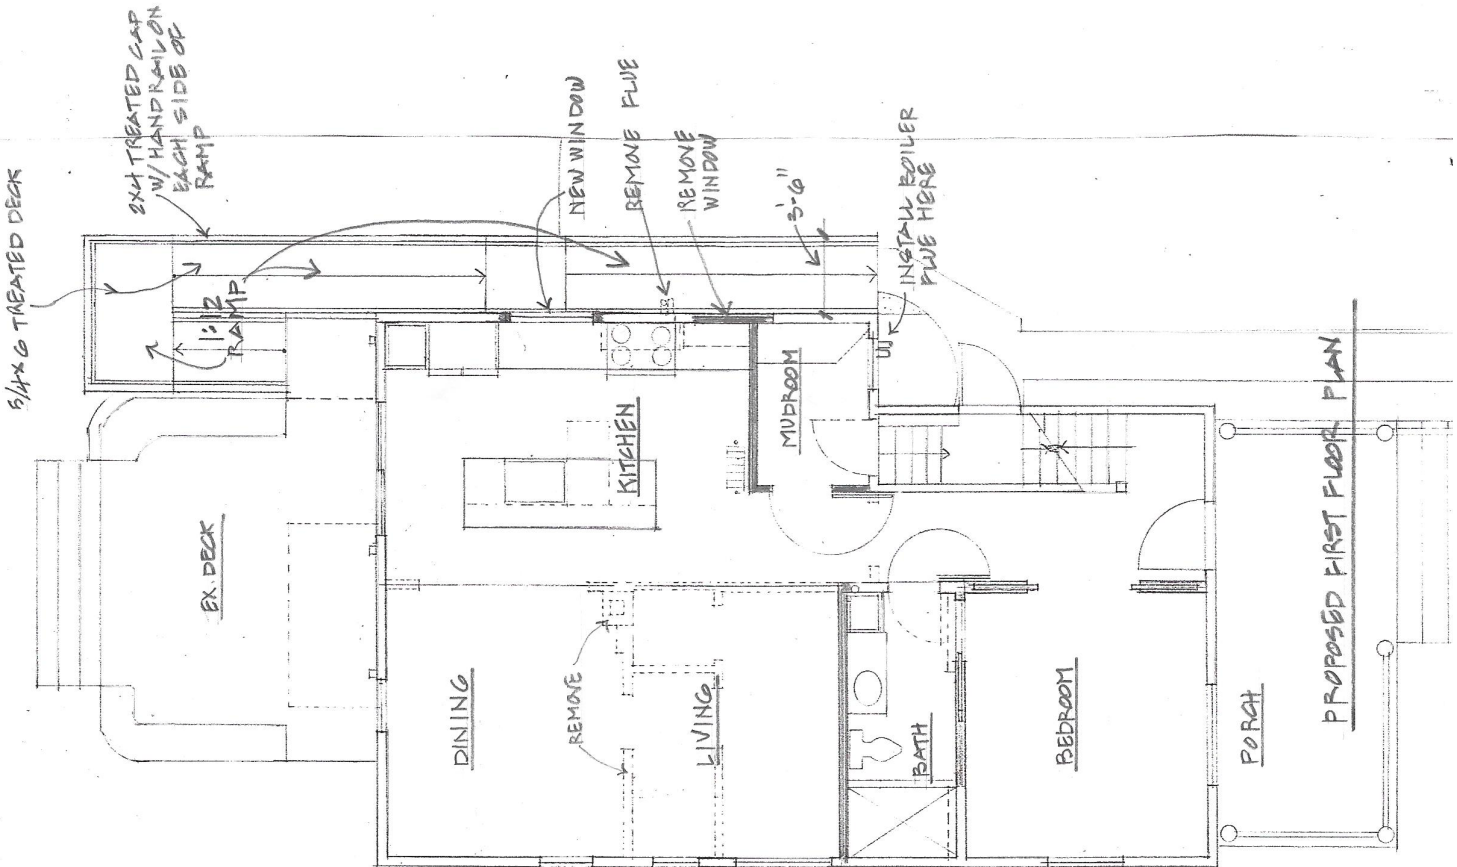 5/4x6 TREATED DECK
2x4 TREATED CAP
W/ HANDRAIL ON
EACH SIDE OF
RAMP
1:12
RAMP
NEW WINDOW
REMOVE FLUE
REMOVE
WINDOW
3'-6"
INSTALL BOILER
FLUE HERE
EX. DECK
KITCHEN
MUDROOM
DINING
REMOVE
LIVING
BATH
BEDROOM
PORCH
PROPOSED FIRST FLOOR PLAN